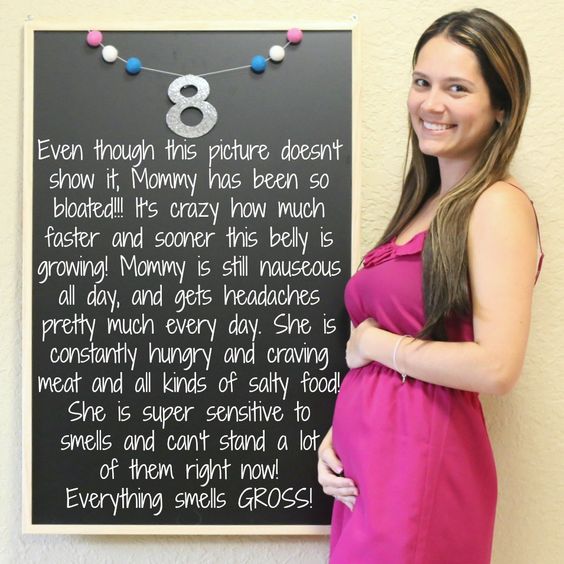 8
Even though this picture doesn't
show it, Mommy has been so
bloated!!! It's crazy how much
faster and sooner this belly is
growing! Mommy is still nauseous
all day, and gets headaches
pretty much every day. She is
constantly hungry and craving
meat and all kinds of salty food!
She is super sensitive to
smells and can't stand a lot
of them right now!
Everything smells GROSS!